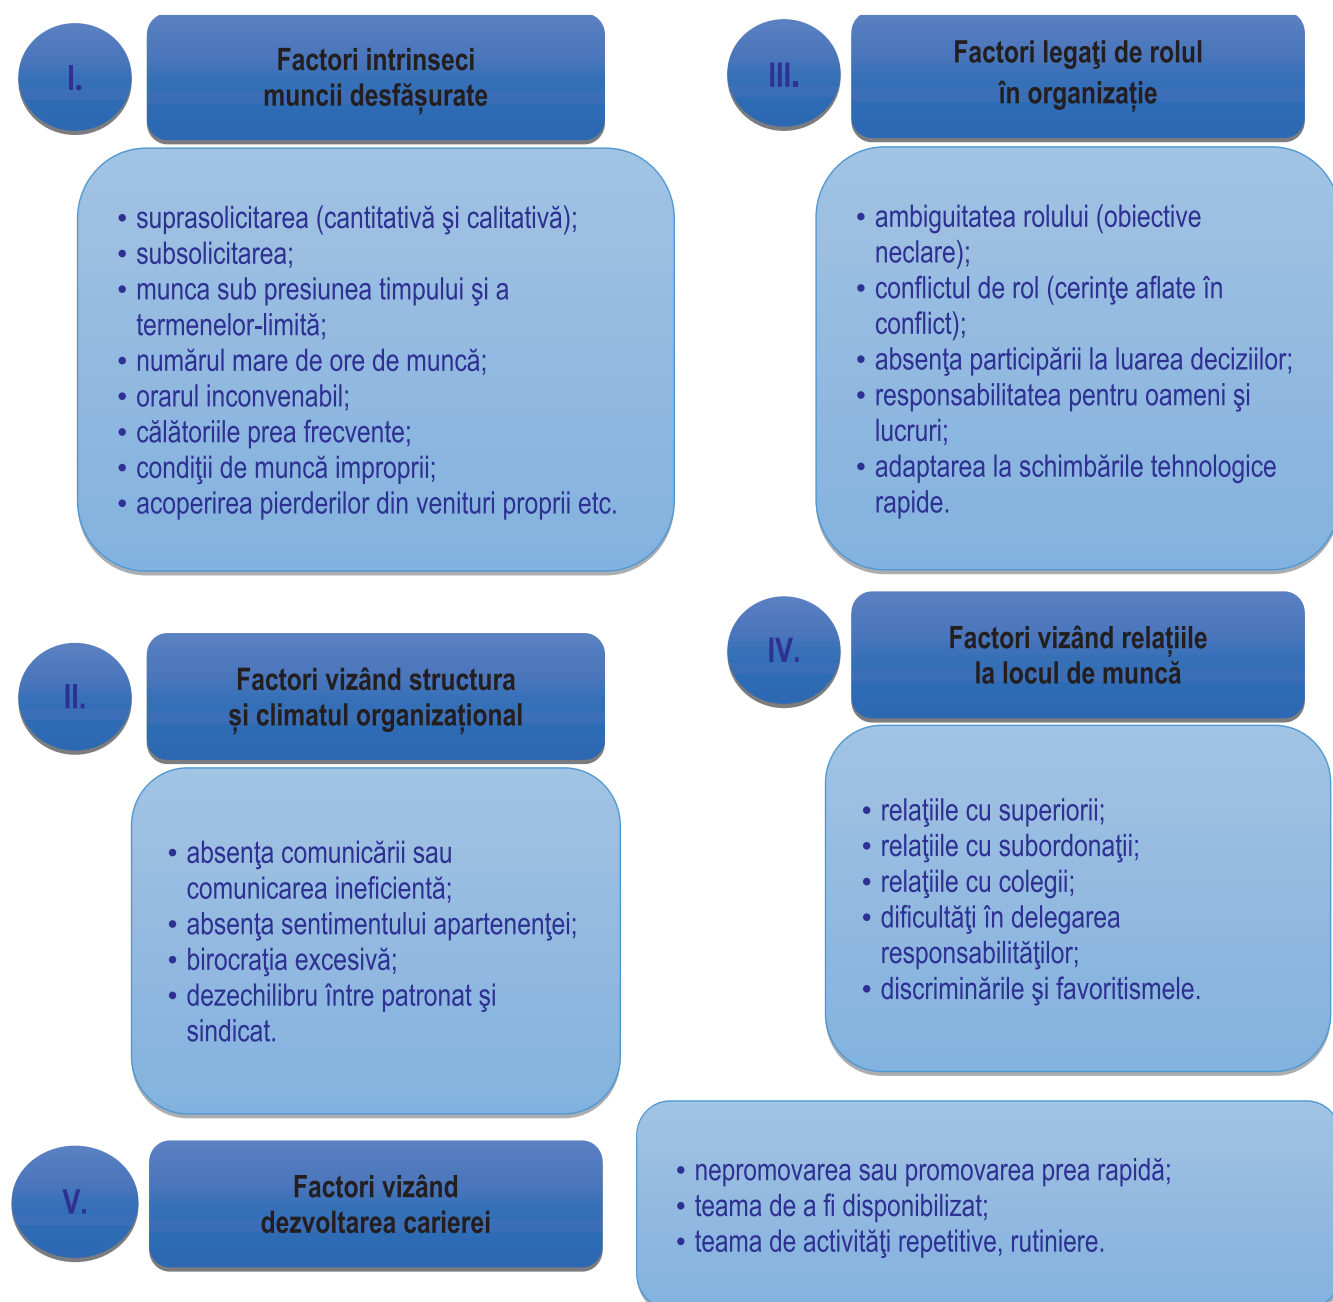 I.
Factori intrinseci
muncii desfășurate
• suprasolicitarea (cantitativă şi calitativă);
• subsolicitarea;
• munca sub presiunea timpului şi a
termenelor-limită;
• numărul mare de ore de muncă;
• orarul inconvenabil;
• călătoriile prea frecvente;
• condiţii de muncă improprii;
• acoperirea pierderilor din venituri proprii etc.
II.
Factori vizând structura
și climatul organizațional
• absenţa comunicării sau
comunicarea ineficientă;
• absenţa sentimentului apartenenţei;
• birocraţia excesivă;
• dezechilibru între patronat şi
sindicat.
III.
Factori legaţi de rolul
în organizație
• ambiguitatea rolului (obiective
neclare);
• conflictul de rol (cerinţe aflate în
conflict);
• absenţa participării la luarea deciziilor;
• responsabilitatea pentru oameni şi
lucruri;
• adaptarea la schimbările tehnologice
rapide.
IV.
Factori vizând relațiile
la locul de muncă
• relaţiile cu superiorii;
• relaţiile cu subordonaţii;
• relaţiile cu colegii;
• dificultăţi în delegarea
responsabilităţilor;
• discriminările şi favoritismele.
V.
Factori vizând
dezvoltarea carierei
• nepromovarea sau promovarea prea rapidă;
• teama de a fi disponibilizat;
• teama de activităţi repetitive, rutiniere.